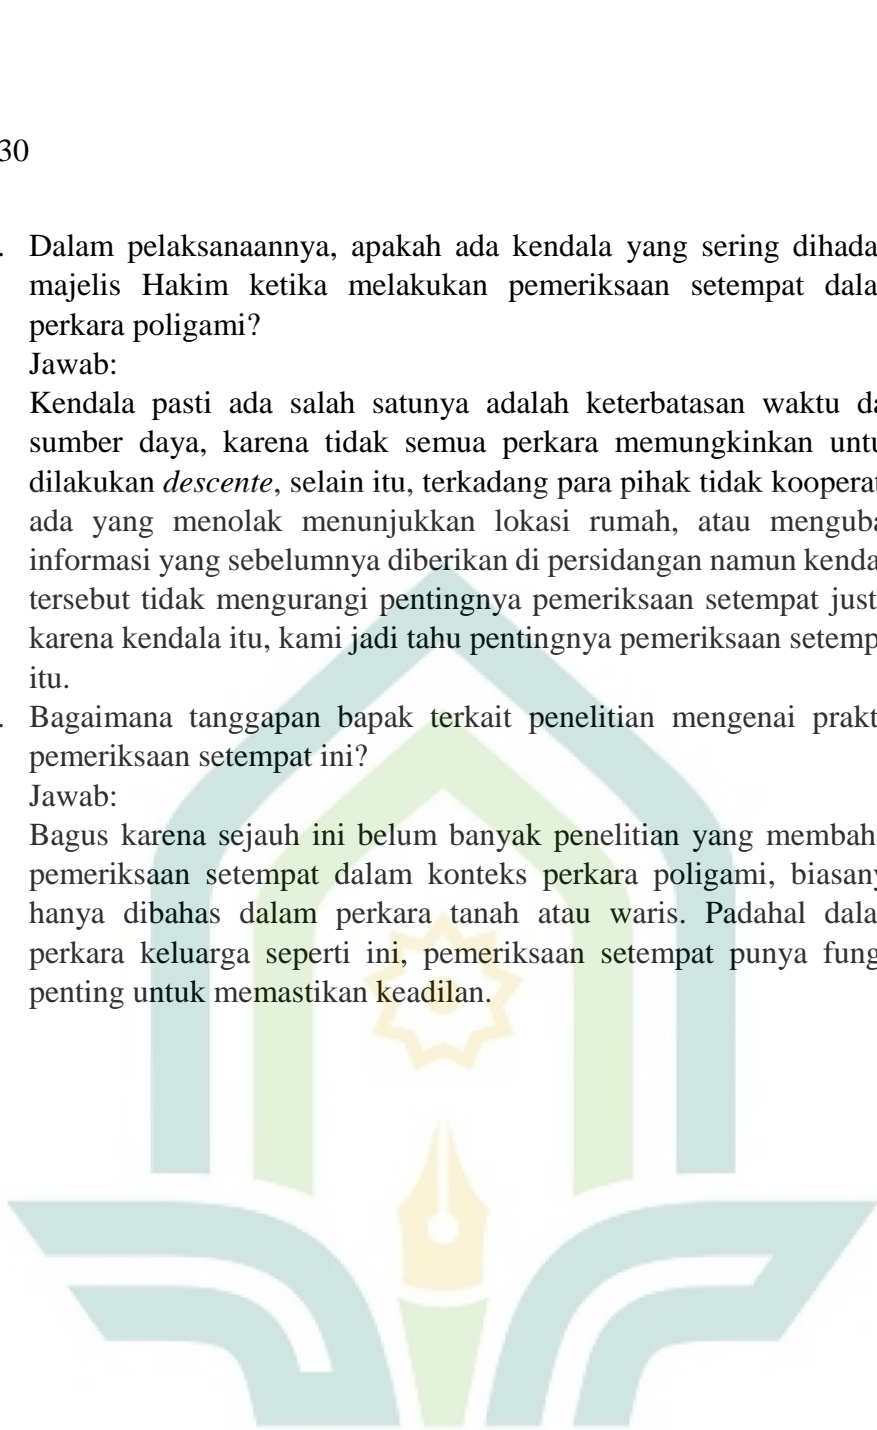 30
. Dalam pelaksanaannya, apakah ada kendala yang sering dihada
majelis Hakim ketika melakukan pemeriksaan setempat dala
perkara poligami?
Jawab:
Kendala pasti ada salah satunya adalah keterbatasan waktu da
sumber daya, karena tidak semua perkara memungkinkan untu
dilakukan descente, selain itu, terkadang para pihak tidak kooperat
ada yang menolak menunjukkan lokasi rumah, atau menguba
informasi yang sebelumnya diberikan di persidangan namun kenda
tersebut tidak mengurangi pentingnya pemeriksaan setempat just
karena kendala itu, kami jadi tahu pentingnya pemeriksaan setemp
itu.
. Bagaimana tanggapan bapak terkait penelitian mengenai prakt
pemeriksaan setempat ini?
Jawab:
Bagus karena sejauh ini belum banyak penelitian yang membah
pemeriksaan setempat dalam konteks perkara poligami, biasany
hanya dibahas dalam perkara tanah atau waris. Padahal dala
perkara keluarga seperti ini, pemeriksaan setempat punya fung
penting untuk memastikan keadilan.